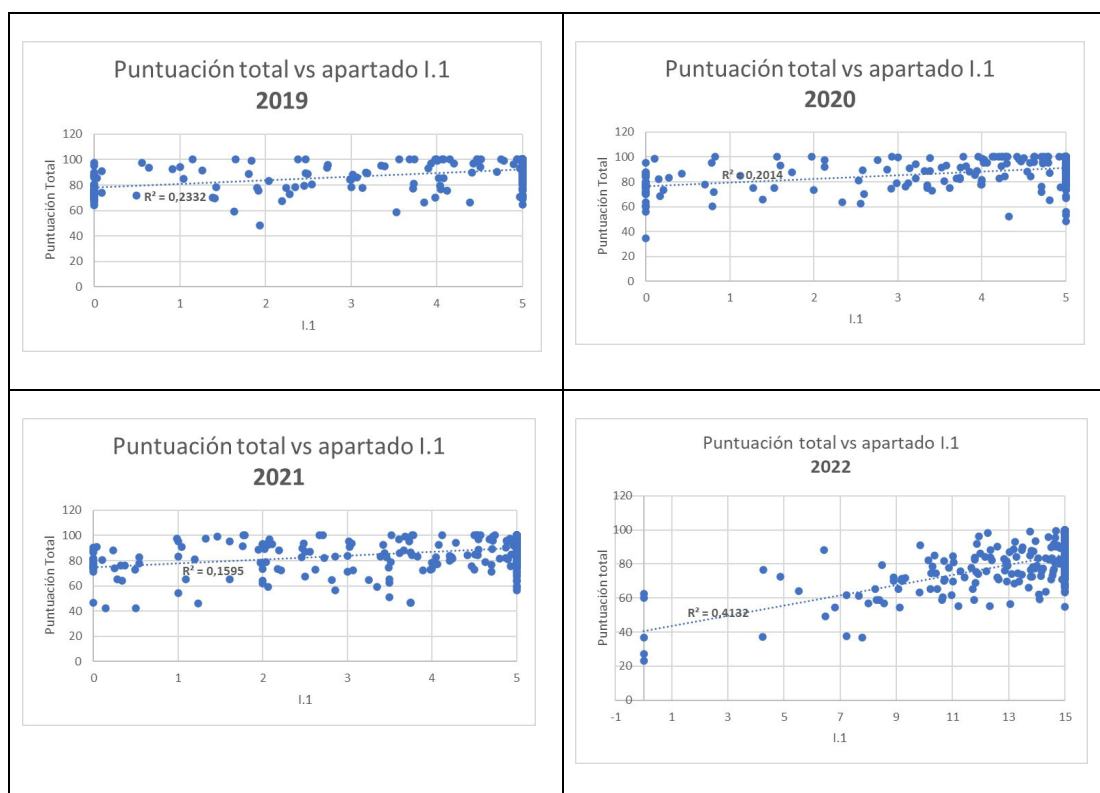 Puntuación total vs apartado I.1
2019
Puntuación Total
120
100
80
60
40
20
0
R² = 0,2332
0 1 2 3 4 5
I.1
Puntuación total vs apartado I.1
2020
Puntuación Total
120
100
80
60
40
20
0
R² = 0,2014
0 1 2 3 4 5
I.1
Puntuación total vs apartado I.1
2021
Puntuación Total
120
100
80
60
40
20
0
R² = 0,1595
0 1 2 3 4 5
I.1
Puntuación total vs apartado I.1
2022
Puntuación total
120
100
80
60
40
20
0
R² = 0,4132
-1 1 3 5 7 9 11 13 15
I.1